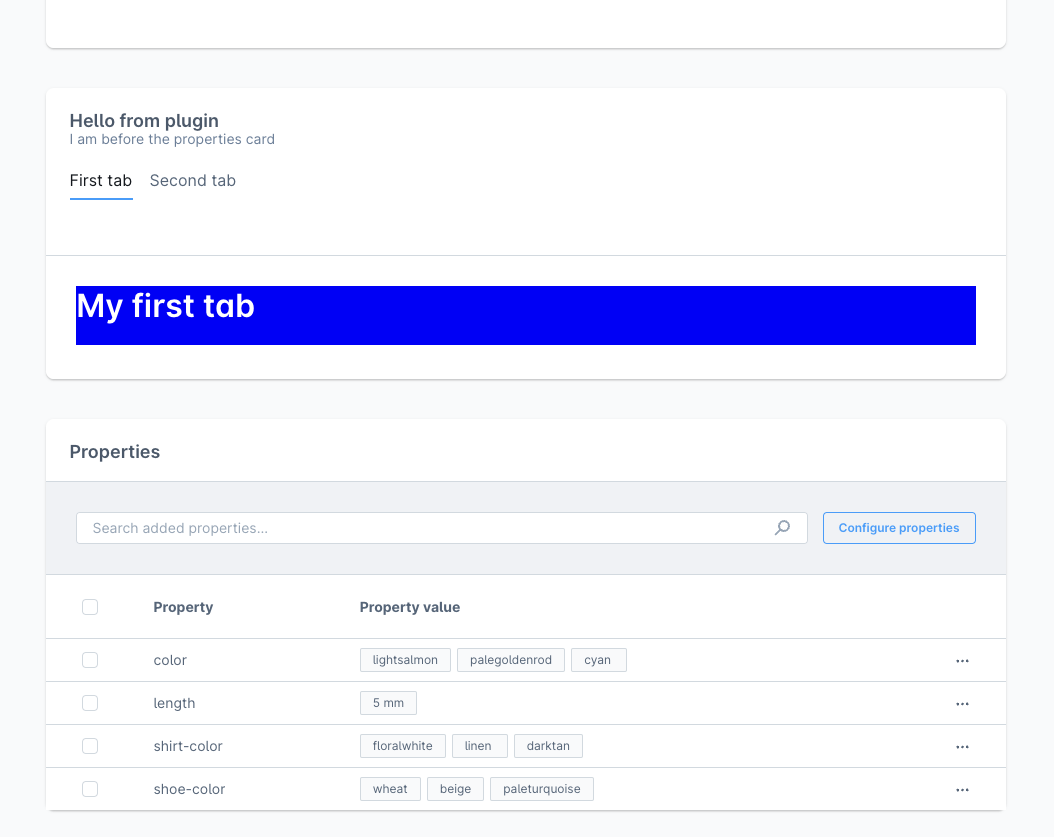 Hello from plugin
I am before the properties card
First tab Second tab
My first tab
Properties
Search added properties... Configure properties
Property Property value
color lightsalmon palegoldenrod cyan
length 5 mm
shirt-color floralwhite linen darktan
shoe-color wheat beige paleturquoise